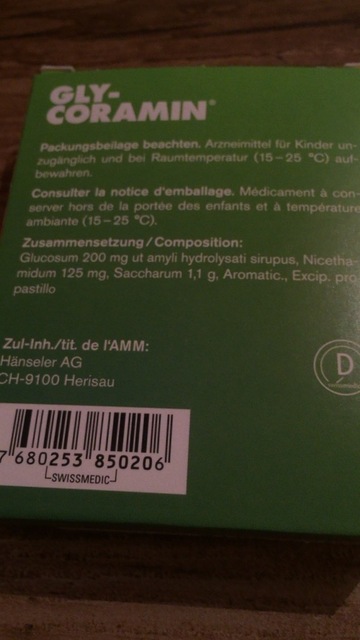 GLY-
CORAMIN®
Packungsbeilage beachten. Arzneimittel für Kinder un-
zugänglich und bei Raumtemperatur (15–25 °C) auf-
bewahren.
Consulter la notice d'emballage. Médicament à con-
server hors de la portée des enfants et à température
ambiante (15–25 °C).
Zusammensetzung/Composition:
Glucosum 200 mg ut amyli hydrolysati sirupus, Nicetha-
midum 125 mg, Saccharum 1,1 g, Aromatic., Excip. pro
pastillo
Zul-Inh./tit. de l'AMM:
Hänseler AG
CH-9100 Herisau
D
7 680253 850206
SWISSMEDIC